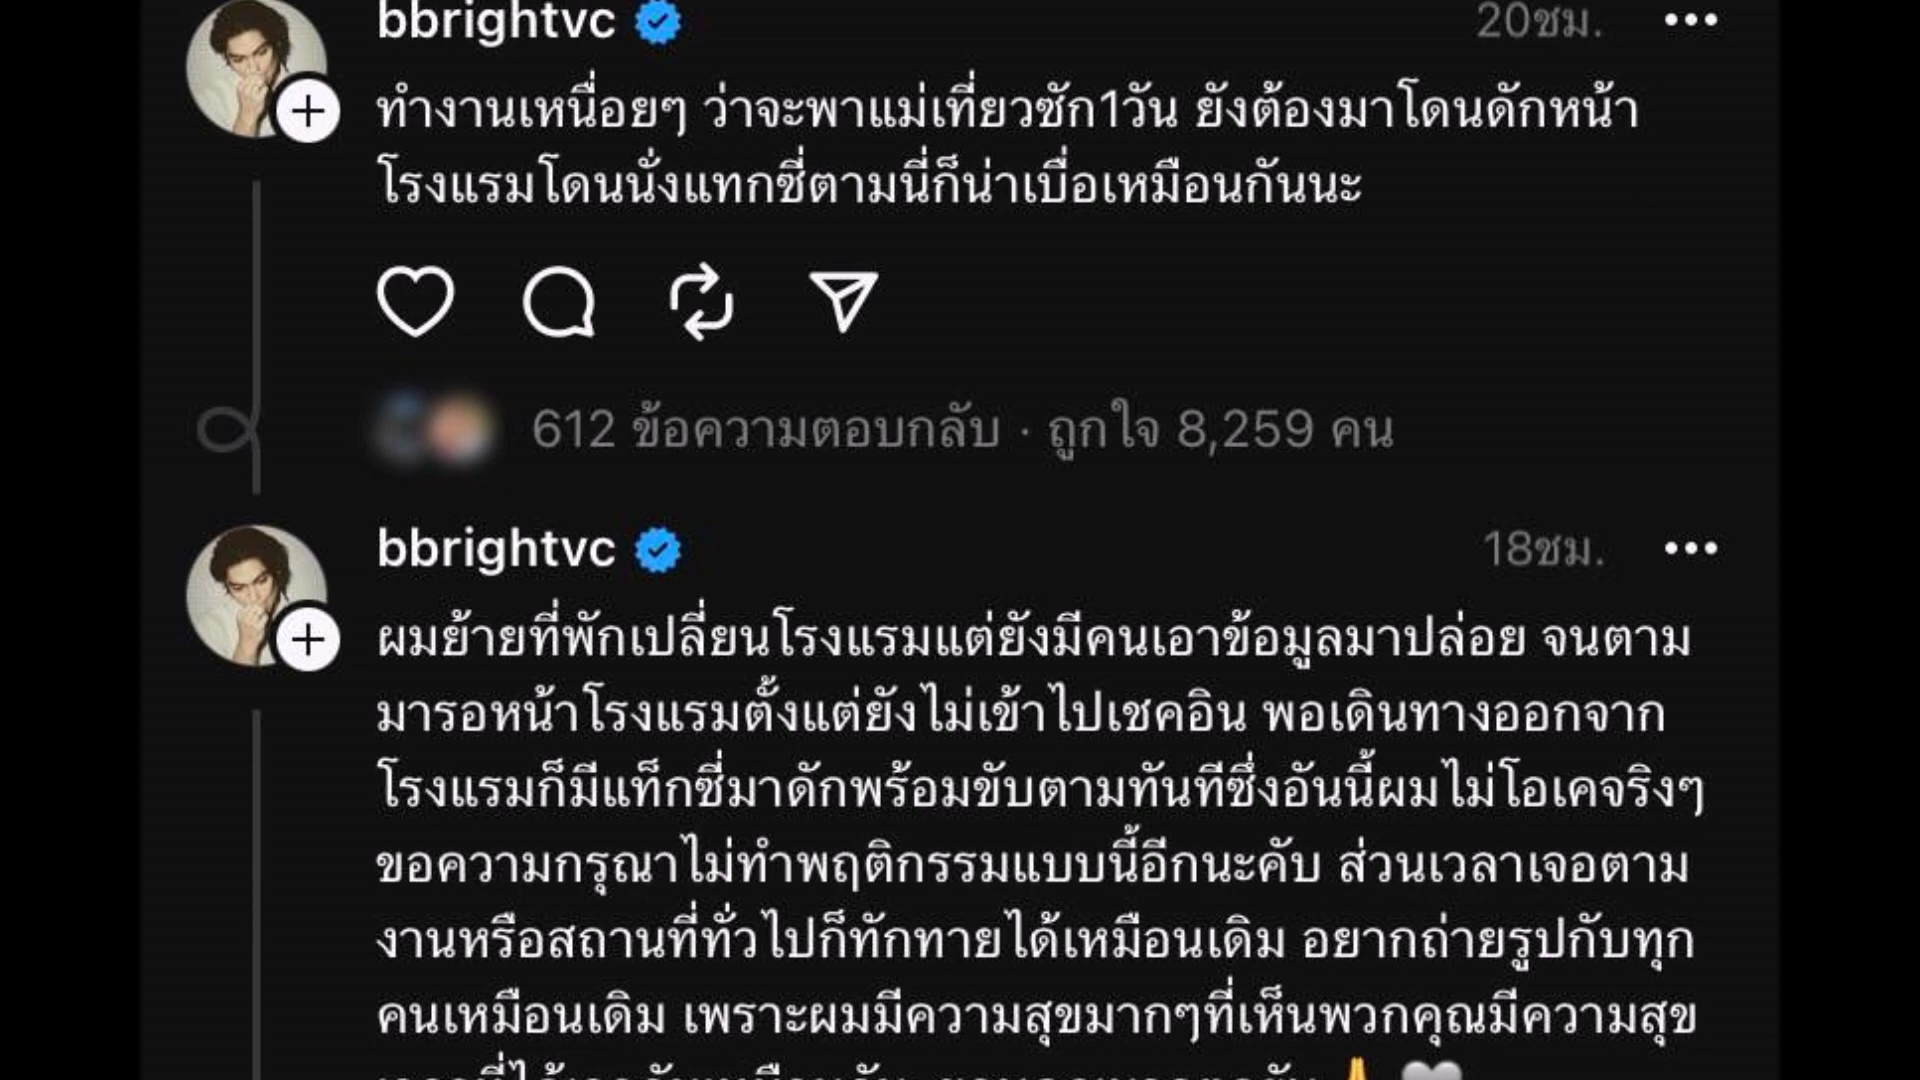 bbrightvc
20ชม.
ทำงานเหนื่อยๆ ว่าจะพาแม่เที่ยวซัก1วัน ยังต้องมาโดนดักหน้า
โรงแรมโดนนั่งแทกซี่ตามนี่ก็น่าเบื่อเหมือนกันนะ
612 ข้อความตอบกลับ · ถูกใจ 8,259 คน
bbrightvc
18ชม.
ผมย้ายที่พักเปลี่ยนโรงแรมแต่ยังมีคนเอาข้อมูลมาปล่อย จนตาม
มารอหน้าโรงแรมตั้งแต่ยังไม่เข้าไปเชคอิน พอเดินทางออกจาก
โรงแรมก็มีแท็กซี่มาดักพร้อมขับตามทันทีซึ่งอันนี้ผมไม่โอเคจริงๆ
ขอความกรุณาไม่ทำพฤติกรรมแบบนี้อีกนะคับ ส่วนเวลาเจอตาม
งานหรือสถานที่ทั่วไปก็ทักทายได้เหมือนเดิม อยากถ่ายรูปกับทุก
คนเหมือนเดิม เพราะผมมีความสุขมากๆที่เห็นพวกคุณมีความสุข